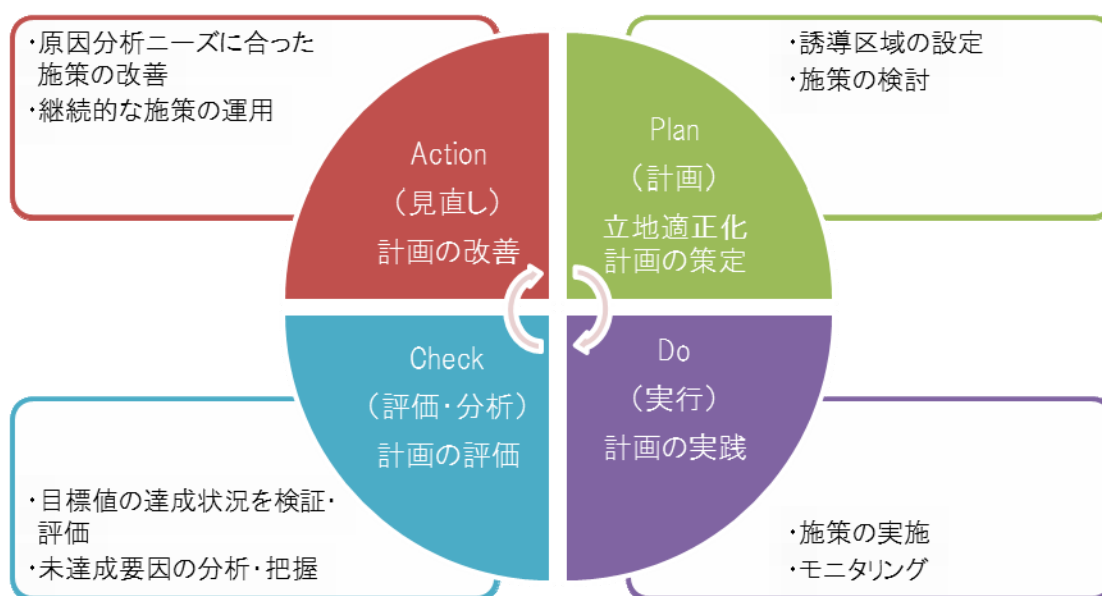 ・原因分析ニーズに合った
施策の改善
・継続的な施策の運用
Action
（見直し）
計画の改善
Plan
（計画）
立地適正化
計画の策定
・誘導区域の設定
・施策の検討
Check
（評価・分析）
計画の評価
・目標値の達成状況を検証・
評価
・未達成要因の分析・把握
Do
（実行）
計画の実践
・施策の実施
・モニタリング